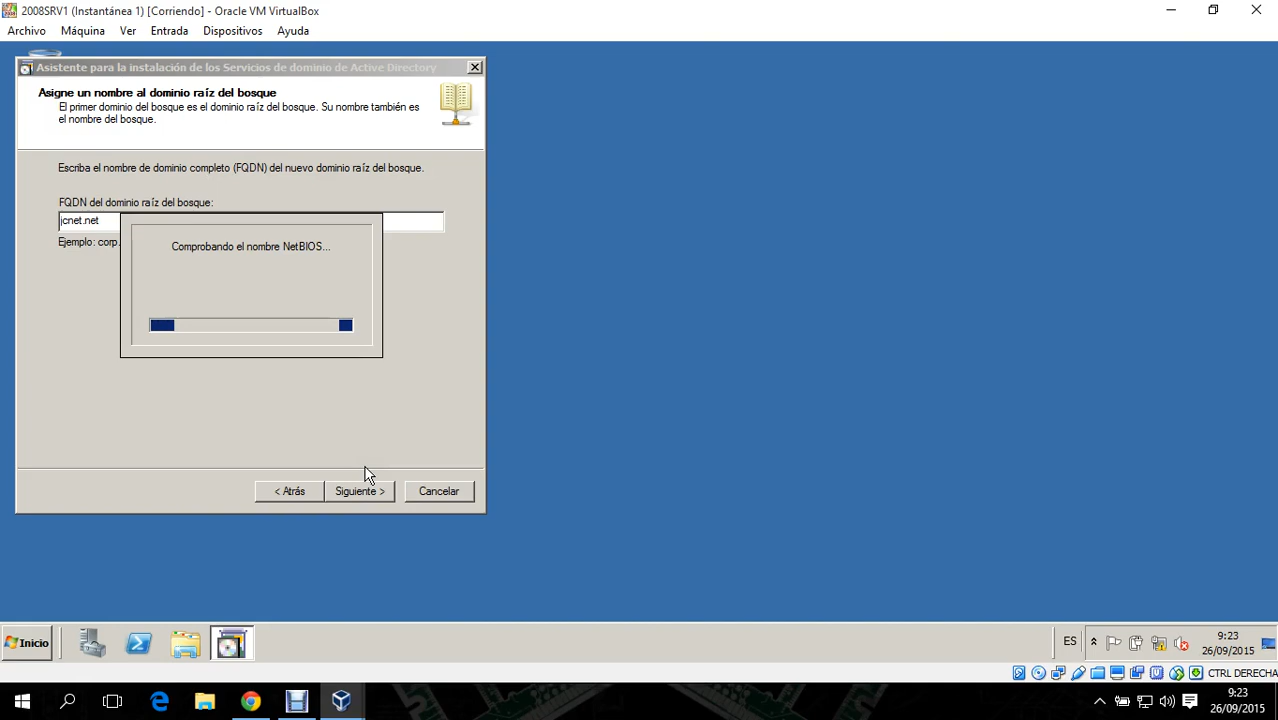 2008SRV1 (Instantánea 1) [Corriendo] - Oracle VM VirtualBox
Archivo Máquina Ver Entrada Dispositivos Ayuda
Asistente para la instalación de los Servicios de dominio de Active Directory
Asigne un nombre al dominio raíz del bosque
El primer dominio del bosque es el dominio raíz del bosque. Su nombre también es
el nombre del bosque.
Escriba el nombre de dominio completo (FQDN) del nuevo dominio raíz del bosque.
FQDN del dominio raíz del bosque:
jcnet.net
Ejemplo: corp.
Comprobando el nombre NetBIOS...
< Atrás Siguiente > Cancelar
Inicio ES 9:23
26/09/2015
CTRL DERECHA
9:23
26/09/2015